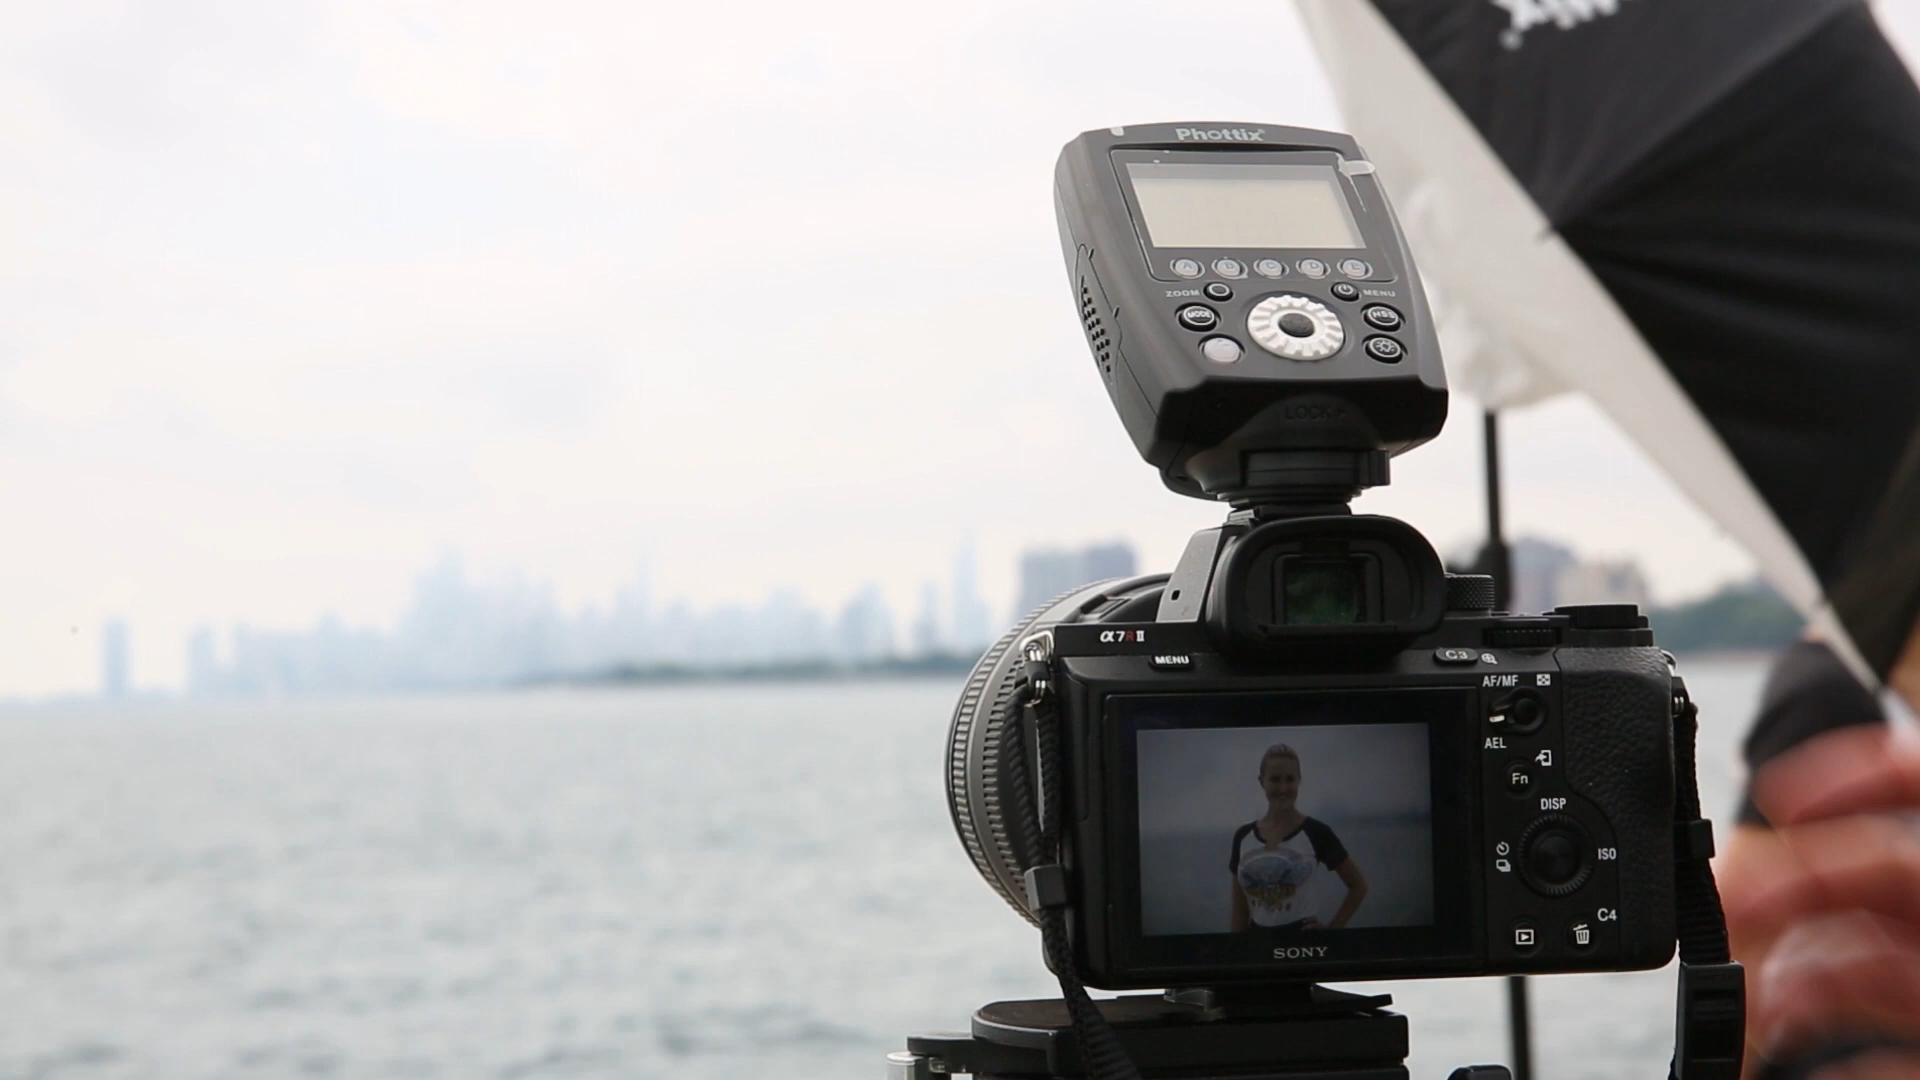 Phottix
A B C D E
ZOOM MENU
MODE HSS
LOCK
α7RII
MENU
C3
AF/MF
AEL
Fn
DISP
ISO
C4
SONY